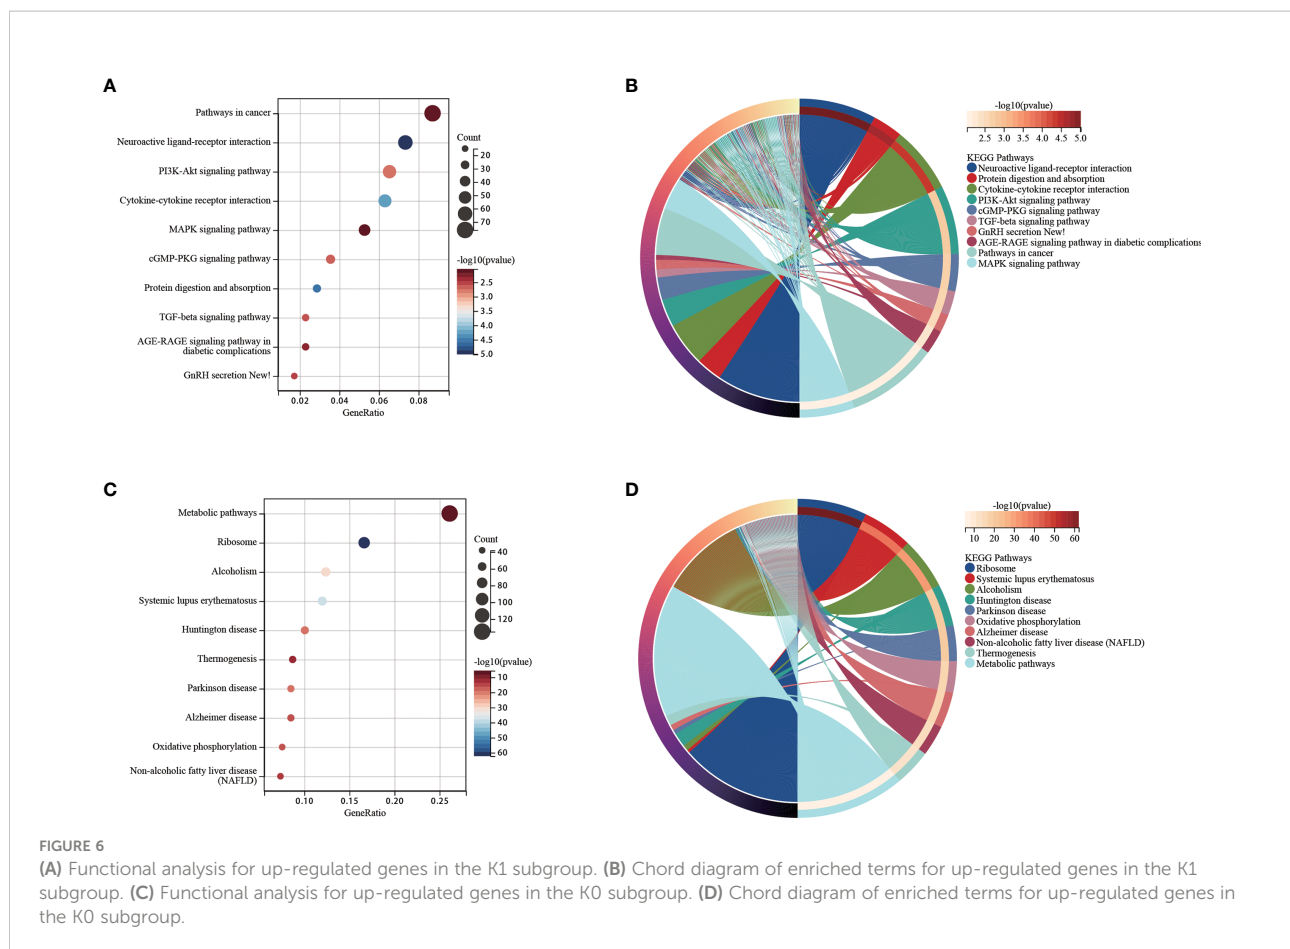 A
Pathways in cancer
Neuroactive ligand-receptor interaction
PI3K-Akt signaling pathway
Cytokine-cytokine receptor interaction
MAPK signaling pathway
cGMP-PKG signaling pathway
Protein digestion and absorption
TGF-beta signaling pathway
AGE-RAGE signaling pathway in
diabetic complications
GnRH secretion New!
0.02 0.04 0.06 0.08
GeneRatio
Count
20
30
40
50
60
70
-log10(pvalue)
2.5
3.0
3.5
4.0
4.5
5.0
B
-log10(pvalue)
2.5 3.0 3.5 4.0 4.5 5.0
KEGG Pathways
Neuroactive ligand-receptor interaction
Protein digestion and absorption
Cytokine-cytokine receptor interaction
PI3K-Akt signaling pathway
cGMP-PKG signaling pathway
TGF-beta signaling pathway
GnRH secretion New!
AGE-RAGE signaling pathway in diabetic complications
Pathways in cancer
MAPK signaling pathway
C
Metabolic pathways
Ribosome
Alcoholism
Systemic lupus erythematosus
Huntington disease
Thermogenesis
Parkinson disease
Alzheimer disease
Oxidative phosphorylation
Non-alcoholic fatty liver disease
(NAFLD)
0.10 0.15 0.20 0.25
GeneRatio
Count
40
60
80
100
120
-log10(pvalue)
10
20
30
40
50
60
D
-log10(pvalue)
10 20 30 40 50 60
KEGG Pathways
Ribosome
Systemic lupus erythematosus
Alcoholism
Huntington disease
Parkinson disease
Oxidative phosphorylation
Alzheimer disease
Non-alcoholic fatty liver disease (NAFLD)
Thermogenesis
Metabolic pathways
FIGURE 6
(A) Functional analysis for up-regulated genes in the K1 subgroup. (B) Chord diagram of enriched terms for up-regulated genes in the K1
subgroup. (C) Functional analysis for up-regulated genes in the K0 subgroup. (D) Chord diagram of enriched terms for up-regulated genes in
the K0 subgroup.